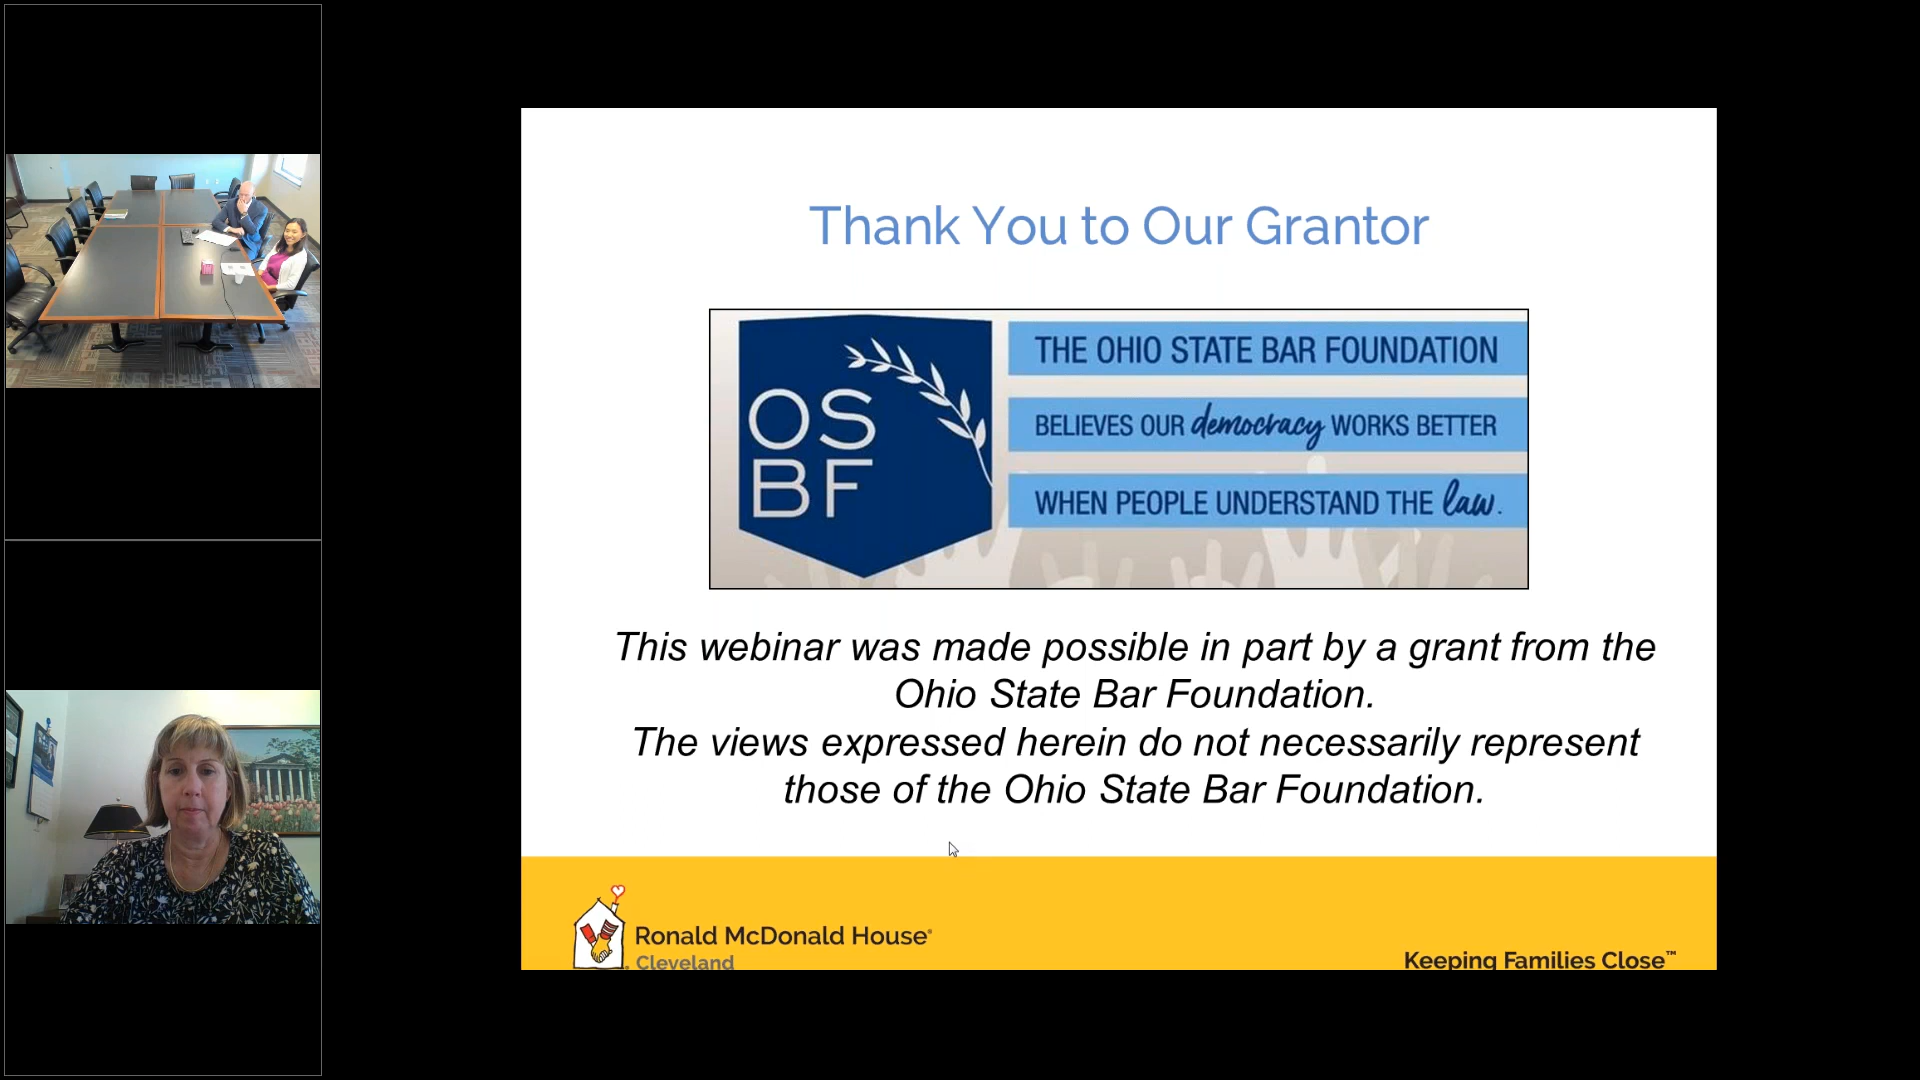 Thank You to Our Grantor
OS
BF
THE OHIO STATE BAR FOUNDATION
BELIEVES OUR democracy WORKS BETTER
WHEN PEOPLE UNDERSTAND THE law.
This webinar was made possible in part by a grant from the
Ohio State Bar Foundation.
The views expressed herein do not necessarily represent
those of the Ohio State Bar Foundation.
Ronald McDonald House®
Cleveland
Keeping Families Close™